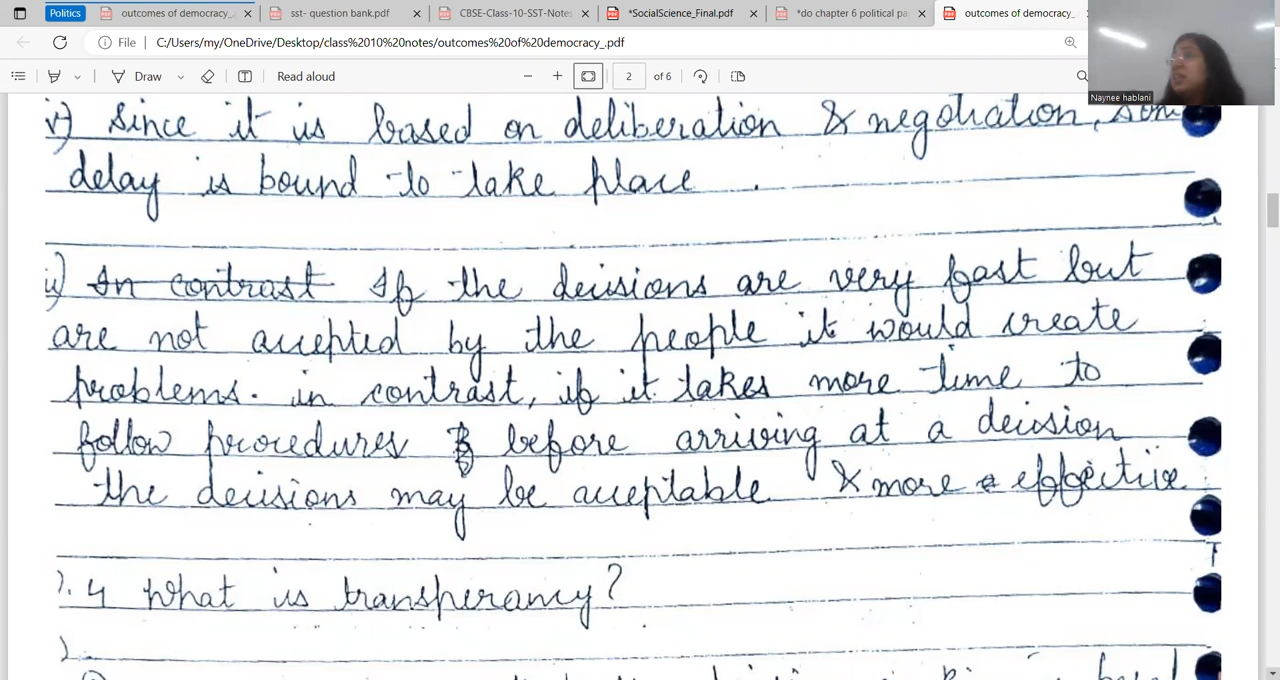 Politics
outcomes of democracy_
sst- question bank.pdf
CBSE-Class-10-SST-Notes
*SocialScience_Final.pdf
*do chapter 6 political pa
outcomes of democracy_
File C:/Users/my/OneDrive/Desktop/class%2010%20notes/outcomes%20of%20democracy_.pdf
Draw
Read aloud
2 of 6
Naynee hablani
v) Since it is based on deliberation & negotiation,
delay is bound to take place .
In contrast If the decisions are very fast but
are not accepted by the people it would create
problems. in contrast, if it takes more time to
follow procedures before arriving at a decision
the decisions may be acceptable & more effective
). 4 What is transperancy?